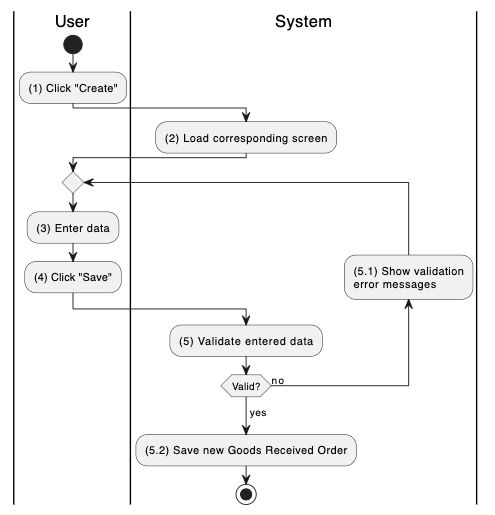 User
System
(1) Click "Create"
(2) Load corresponding screen
(3) Enter data
(4) Click "Save"
(5.1) Show validation
error messages
(5) Validate entered data
Valid?
no
yes
(5.2) Save new Goods Received Order